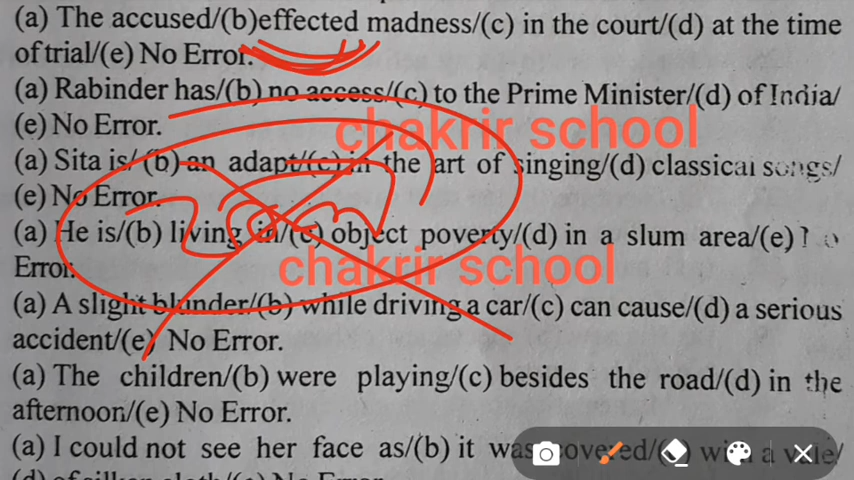 (a) The accused/(b)effected madness/(c) in the court/(d) at the time
of trial/(e) No Error.
(a) Rabinder has/(b) no access/(c) to the Prime Minister/(d) of India/
(e) No Error.
chakrir school
(a) Sita is/ (b) an adapt/(c) in the art of singing/(d) classical songs/
(e) No Error.
(a) He is/(b) living in/(c) object poverty/(d) in a slum area/(e)
Error.
chakrir school
(a) A slight blunder/(b) while driving a car/(c) can cause/(d) a serious
accident/(e) No Error.
(a) The children/(b) were playing/(c) besides the road/(d) in the
afternoon/(e) No Error.
(a) I could not see her face as/(b) it was covered/ with a vale/